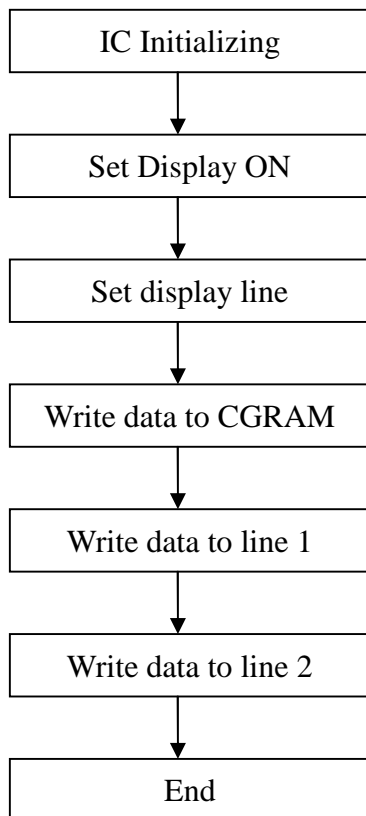 IC Initializing
Set Display ON
Set display line
Write data to CGRAM
Write data to line 1
Write data to line 2
End